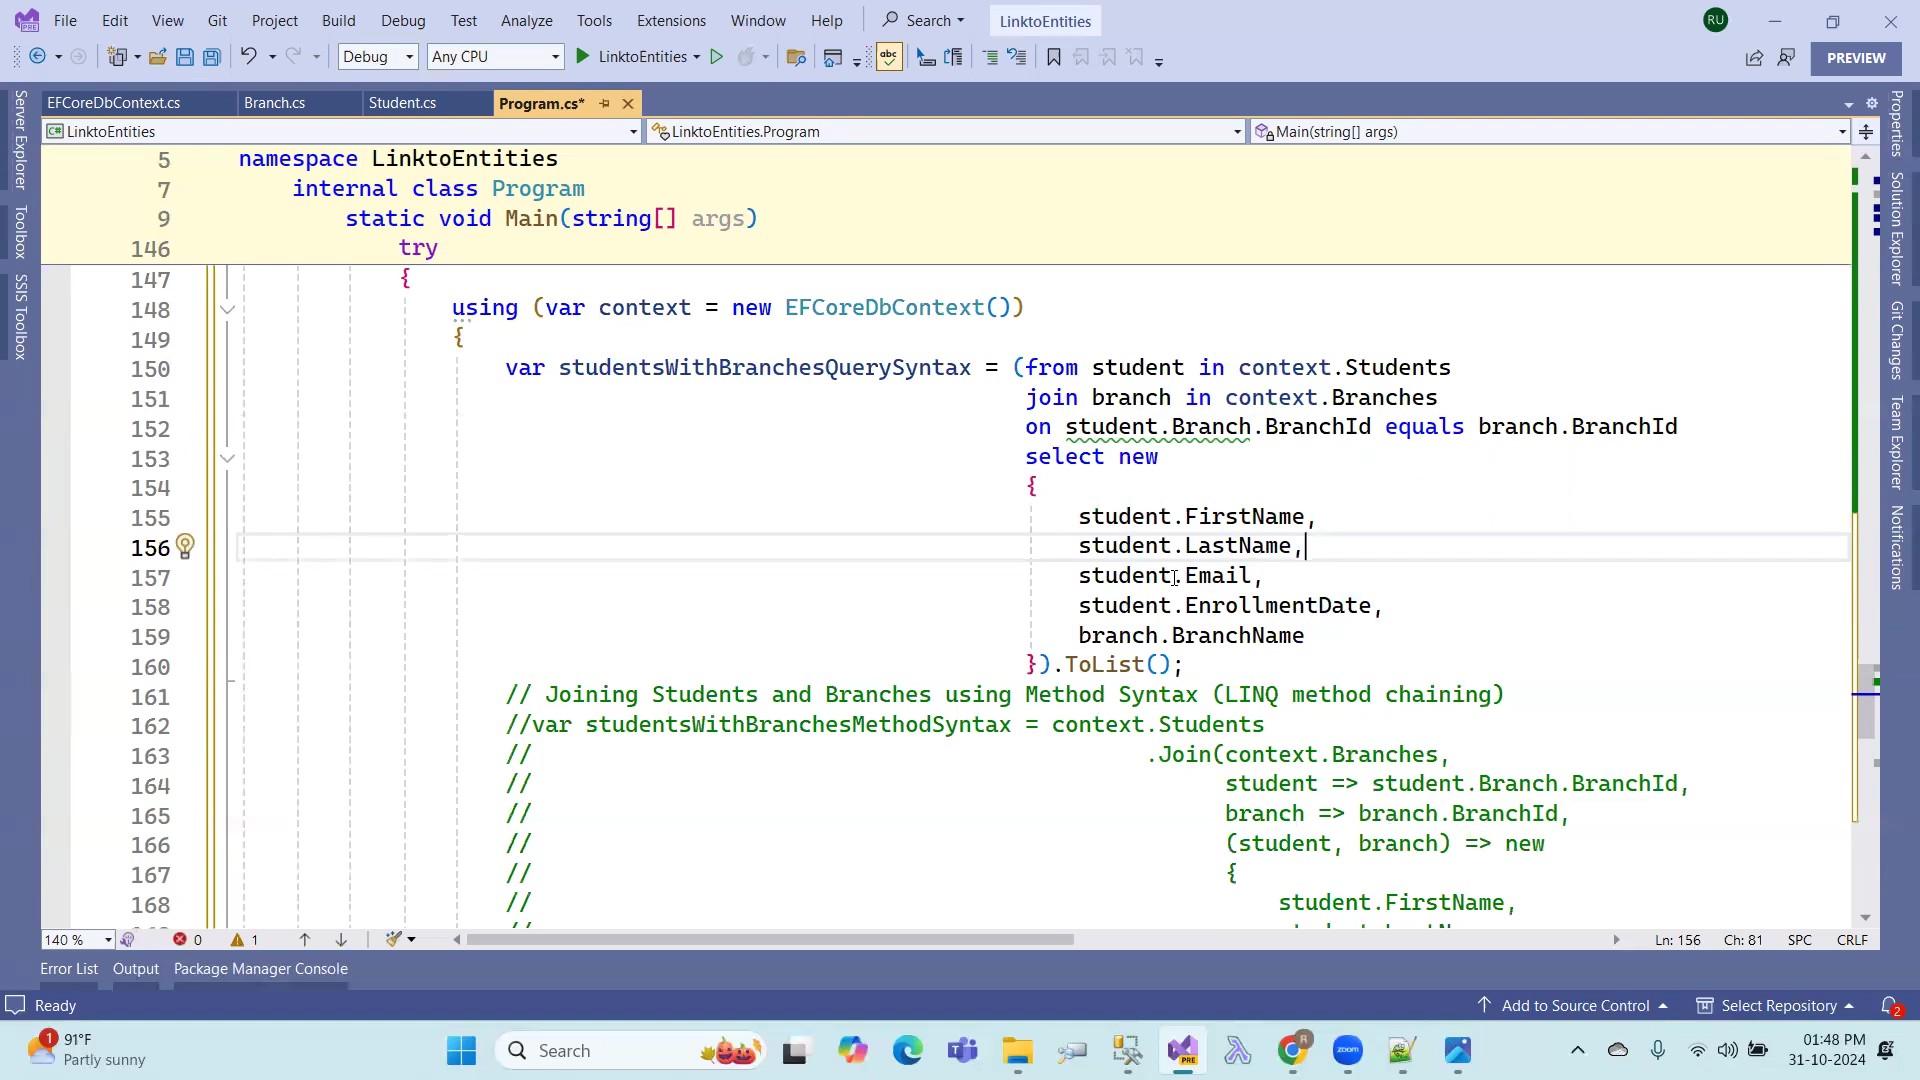 File Edit View Git Project Build Debug Test Analyze Tools Extensions Window Help Search LinktoEntities RU
Debug Any CPU LinktoEntities abc PREVIEW
EFCoreDbContext.cs Branch.cs Student.cs Program.cs*
C# LinktoEntities LinktoEntities.Program Main(string[] args)
5 namespace LinktoEntities
7 internal class Program
9 static void Main(string[] args)
146 try
147 {
148 using (var context = new EFCoreDbContext())
149 {
150 var studentsWithBranchesQuerySyntax = (from student in context.Students
151 join branch in context.Branches
152 on student.Branch.BranchId equals branch.BranchId
153 select new
154 {
155 student.FirstName,
156 student.LastName,
157 student.Email,
158 student.EnrollmentDate,
159 branch.BranchName
160 }).ToList();
161 // Joining Students and Branches using Method Syntax (LINQ method chaining)
162 //var studentsWithBranchesMethodSyntax = context.Students
163 // .Join(context.Branches,
164 // student => student.Branch.BranchId,
165 // branch => branch.BranchId,
166 // (student, branch) => new
167 // {
168 // student.FirstName,
Server Explorer
Toolbox
SSIS Toolbox
Properties
Solution Explorer
Git Changes
Team Explorer
Notifications
140 % 0 1 Ln: 156 Ch: 81 SPC CRLF
Error List Output Package Manager Console
Ready Add to Source Control Select Repository 2
1 91°F
Partly sunny
Search
PRE
R
zoom
01:48 PM
31-10-2024